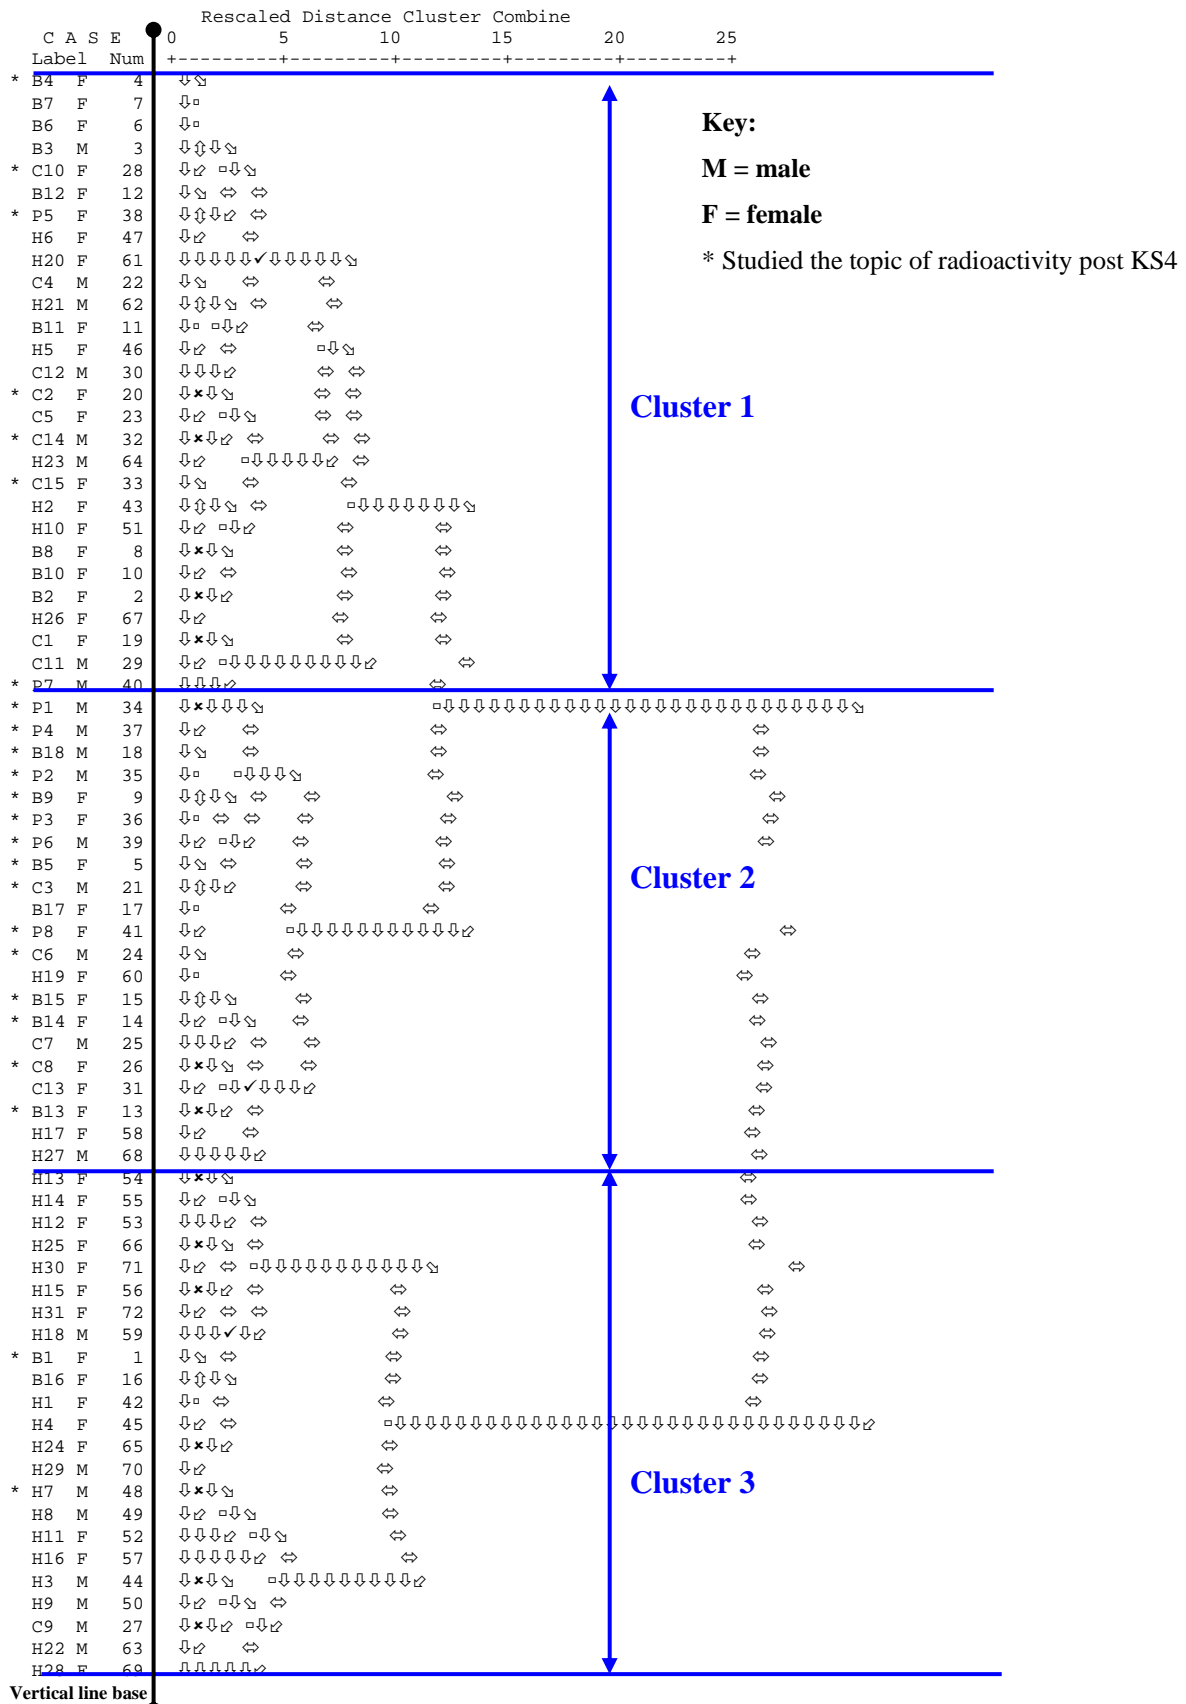 Rescaled Distance Cluster Combine
C A S E 0 5 10 15 20 25
Label Num +---------+---------+---------+---------+---------+
* B4 F 4
B7 F 7
B6 F 6
B3 M 3
Key:
M = male
F = female
* Studied the topic of radioactivity post KS4
* C10 F 28
B12 F 12
* P5 F 38
H6 F 47
H20 F 61
C4 M 22
H21 M 62
B11 F 11
H5 F 46
C12 M 30
* C2 F 20
Cluster 1
C5 F 23
* C14 M 32
H23 M 64
* C15 F 33
H2 F 43
H10 F 51
B8 F 8
B10 F 10
B2 F 2
H26 F 67
C1 F 19
C11 M 29
* P7 M 40
* P1 M 34
* P4 M 37
* B18 M 18
* P2 M 35
* B9 F 9
* P3 F 36
* P6 M 39
* B5 F 5
* C3 M 21
Cluster 2
B17 F 17
* P8 F 41
* C6 M 24
H19 F 60
* B15 F 15
* B14 F 14
C7 M 25
* C8 F 26
C13 F 31
* B13 F 13
H17 F 58
H27 M 68
H13 F 54
H14 F 55
H12 F 53
H25 F 66
H30 F 71
H15 F 56
H31 F 72
H18 M 59
* B1 F 1
B16 F 16
H1 F 42
H4 F 45
H24 F 65
H29 M 70
* H7 M 48
Cluster 3
H8 M 49
H11 F 52
H16 F 57
H3 M 44
H9 M 50
C9 M 27
H22 M 63
H28 F 69
Vertical line base